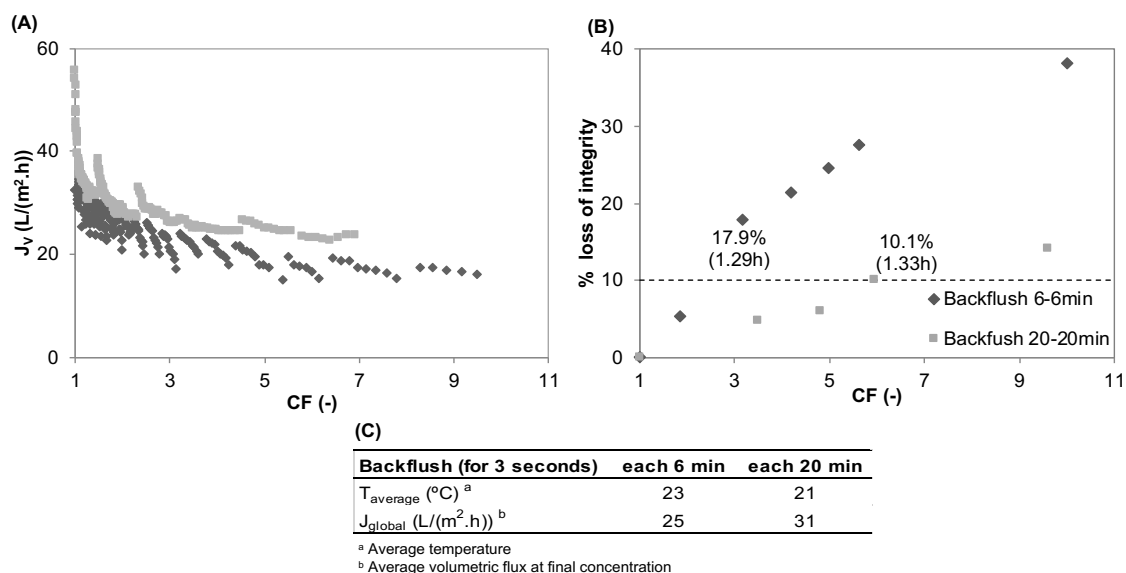 (A)
60
40
20
0
J_V (L/(m².h))
1 3 5 7 9 11
CF (-)
(B)
40
30
20
10
0
% loss of integrity
17.9%
(1.29h)
10.1%
(1.33h)
Backflush 6-6min
Backfush 20-20min
1 3 5 7 9 11
CF (-)
(C)
Backflush (for 3 seconds) each 6 min each 20 min
T_average (ºC) ᵃ 23 21
J_global (L/(m².h)) ᵇ 25 31
ᵃ Average temperature
ᵇ Average volumetric flux at final concentration